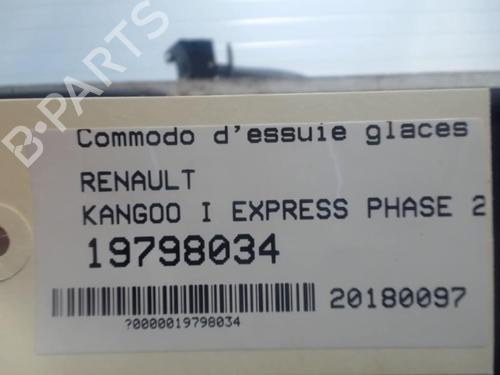 Commodo d'essuie glaces
RENAULT
KANGOO I EXPRESS PHASE 2
19798034
20180097
?0000019798034
B-PARTS